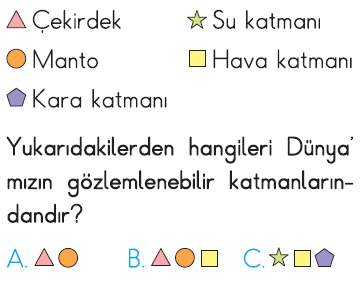 Çekirdek Su katmanı
Manto Hava katmanı
Kara katmanı
Yukarıdakilerden hangileri Dünya'
mızın gözlemlenebilir katmanların-
dandır?
A. B. C.